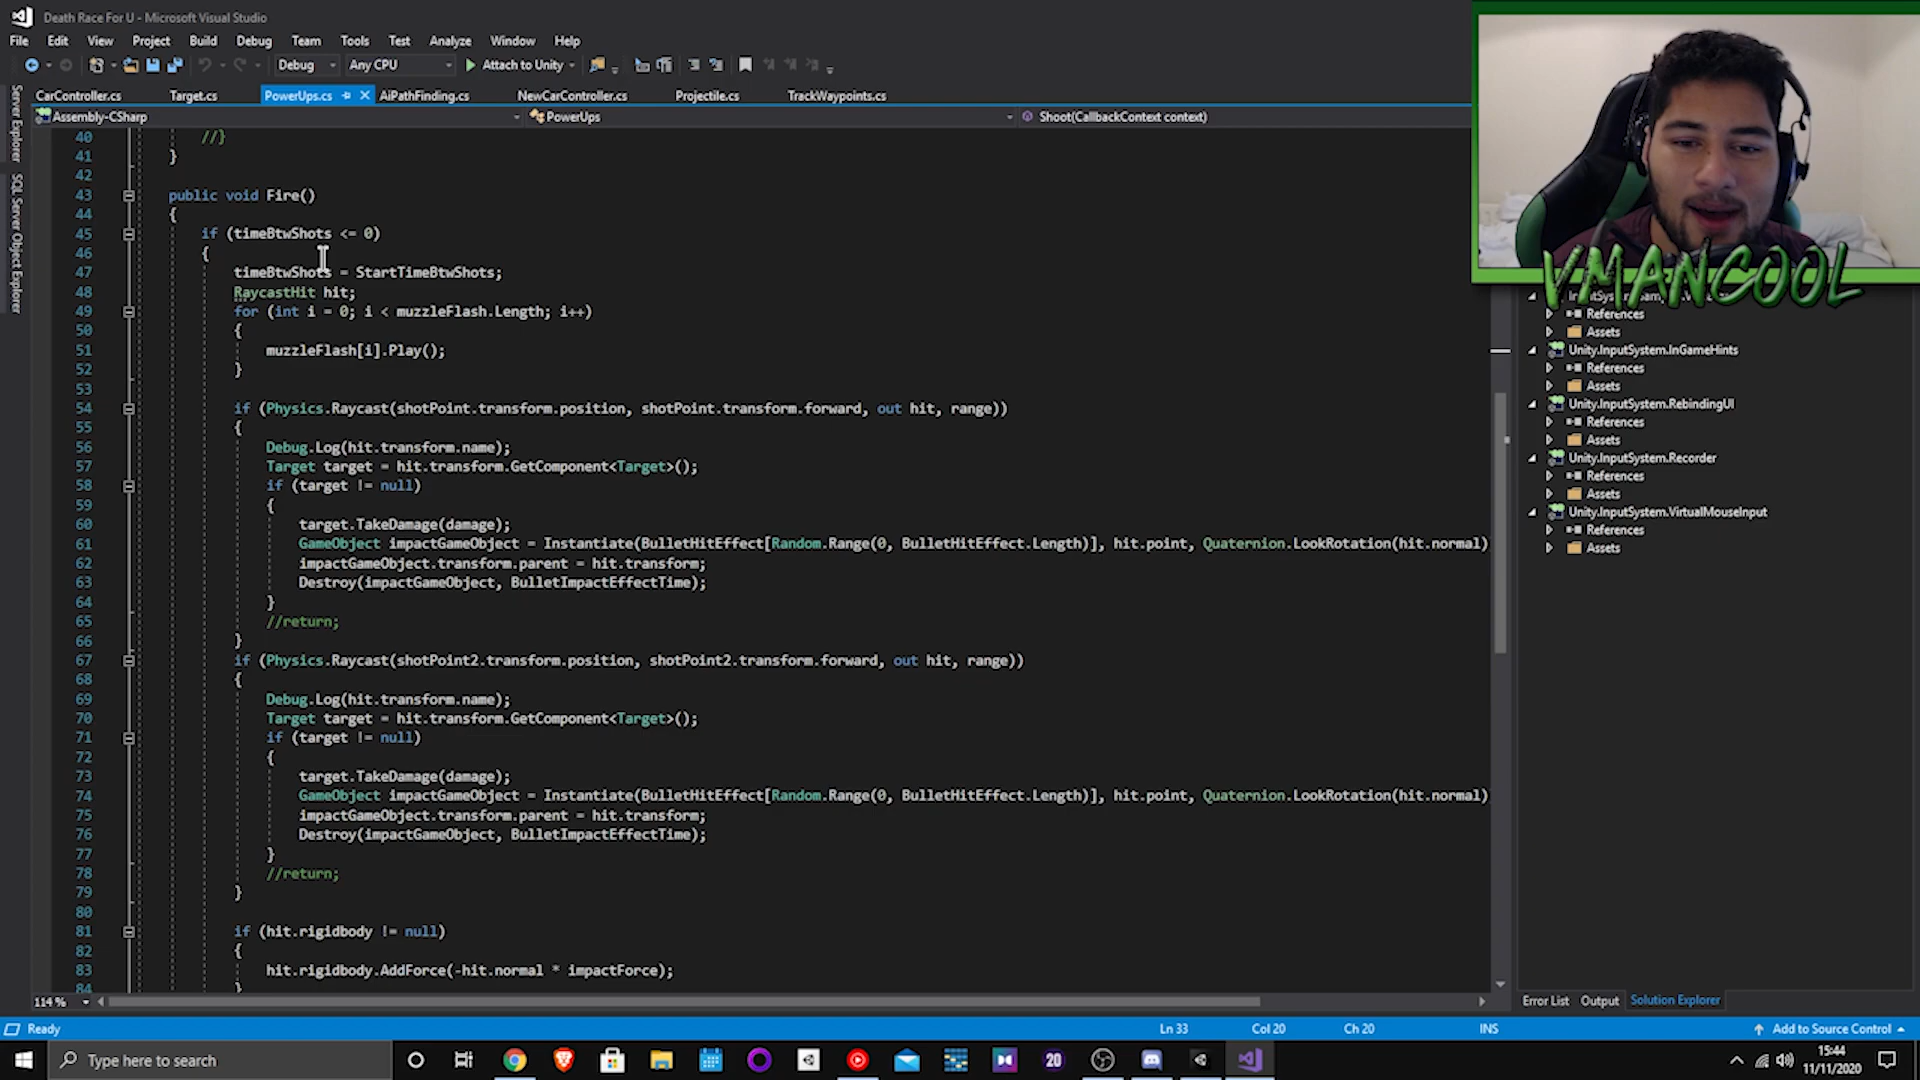 Death Race For U - Microsoft Visual Studio
File Edit View Project Build Debug Team Tools Test Analyze Window Help
Debug Any CPU Attach to Unity
CarController.cs Target.cs PowerUps.cs AiPathFinding.cs NewCarController.cs Projectile.cs TrackWaypoints.cs
Assembly-CSharp PowerUps Shoot(CallbackContext context)
Server Explorer
SQL Server Object Explorer
40 //}
41 }
42
43 public void Fire()
44 {
45 if (timeBtwShots <= 0)
46 {
47 timeBtwShots = StartTimeBtwShots;
48 RaycastHit hit;
49 for (int i = 0; i < muzzleFlash.Length; i++)
50 {
51 muzzleFlash[i].Play();
52 }
53
54 if (Physics.Raycast(shotPoint.transform.position, shotPoint.transform.forward, out hit, range))
55 {
56 Debug.Log(hit.transform.name);
57 Target target = hit.transform.GetComponent<Target>();
58 if (target != null)
59 {
60 target.TakeDamage(damage);
61 GameObject impactGameObject = Instantiate(BulletHitEffect[Random.Range(0, BulletHitEffect.Length)], hit.point, Quaternion.LookRotation(hit.normal)
62 impactGameObject.transform.parent = hit.transform;
63 Destroy(impactGameObject, BulletImpactEffectTime);
64 }
65 //return;
66 }
67 if (Physics.Raycast(shotPoint2.transform.position, shotPoint2.transform.forward, out hit, range))
68 {
69 Debug.Log(hit.transform.name);
70 Target target = hit.transform.GetComponent<Target>();
71 if (target != null)
72 {
73 target.TakeDamage(damage);
74 GameObject impactGameObject = Instantiate(BulletHitEffect[Random.Range(0, BulletHitEffect.Length)], hit.point, Quaternion.LookRotation(hit.normal)
75 impactGameObject.transform.parent = hit.transform;
76 Destroy(impactGameObject, BulletImpactEffectTime);
77 }
78 //return;
79 }
80
81 if (hit.rigidbody != null)
82 {
83 hit.rigidbody.AddForce(-hit.normal * impactForce);
84 }
VMANCOOL
References
Assets
Unity.InputSystem.InGameHints
References
Assets
Unity.InputSystem.RebindingUI
References
Assets
Unity.InputSystem.Recorder
References
Assets
Unity.InputSystem.VirtualMouseInput
References
Assets
114 %
Error List Output Solution Explorer
Ready Ln 33 Col 20 Ch 20 INS Add to Source Control
Type here to search
20
15:44
11/11/2020